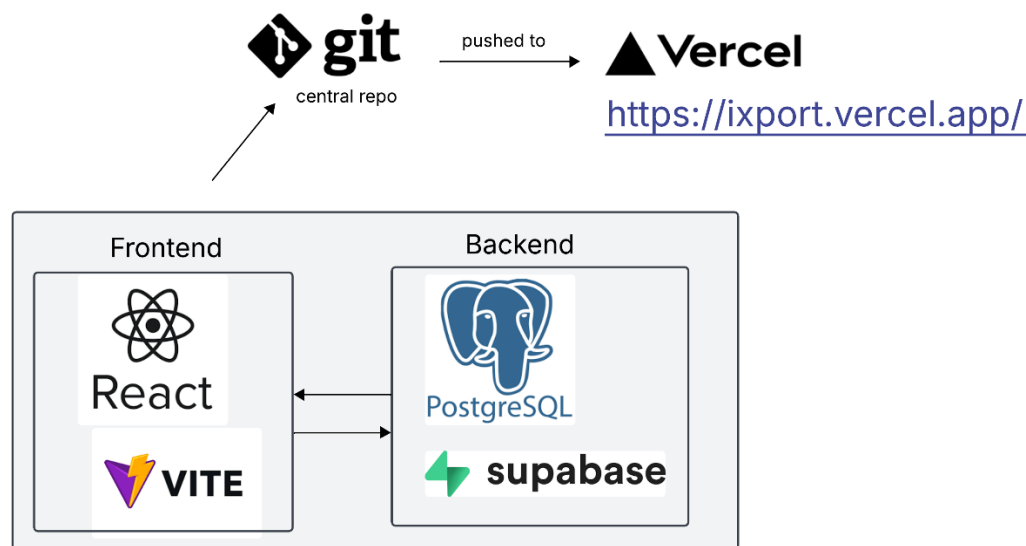 git
pushed to
Vercel
central repo
https://ixport.vercel.app/
Frontend
Backend
React
PostgreSQL
VITE
supabase